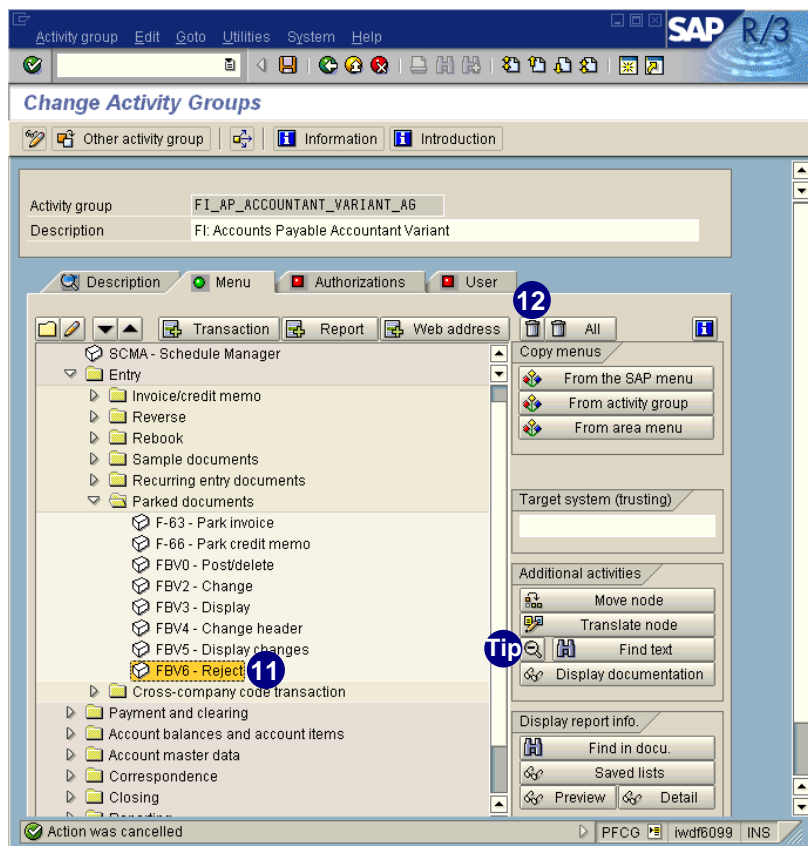 Activity group Edit Goto Utilities System Help
SAP R/3
Change Activity Groups
Other activity group Information Introduction
Activity group FI_AP_ACCOUNTANT_VARIANT_AG
Description FI: Accounts Payable Accountant Variant
Description Menu Authorizations User
12
Transaction Report Web address All
SCMA - Schedule Manager
Entry
Invoice/credit memo
Reverse
Rebook
Sample documents
Recurring entry documents
Parked documents
F-63 - Park invoice
F-66 - Park credit memo
FBV0 - Post/delete
FBV2 - Change
FBV3 - Display
FBV4 - Change header
FBV5 - Display changes
FBV6 - Reject 11
Cross-company code transaction
Payment and clearing
Account balances and account items
Account master data
Correspondence
Closing
Copy menus
From the SAP menu
From activity group
From area menu
Target system (trusting)
Additional activities
Move node
Translate node
Tip Find text
Display documentation
Display report info.
Find in docu.
Saved lists
Preview Detail
Action was cancelled PFCG iwdf6099 INS